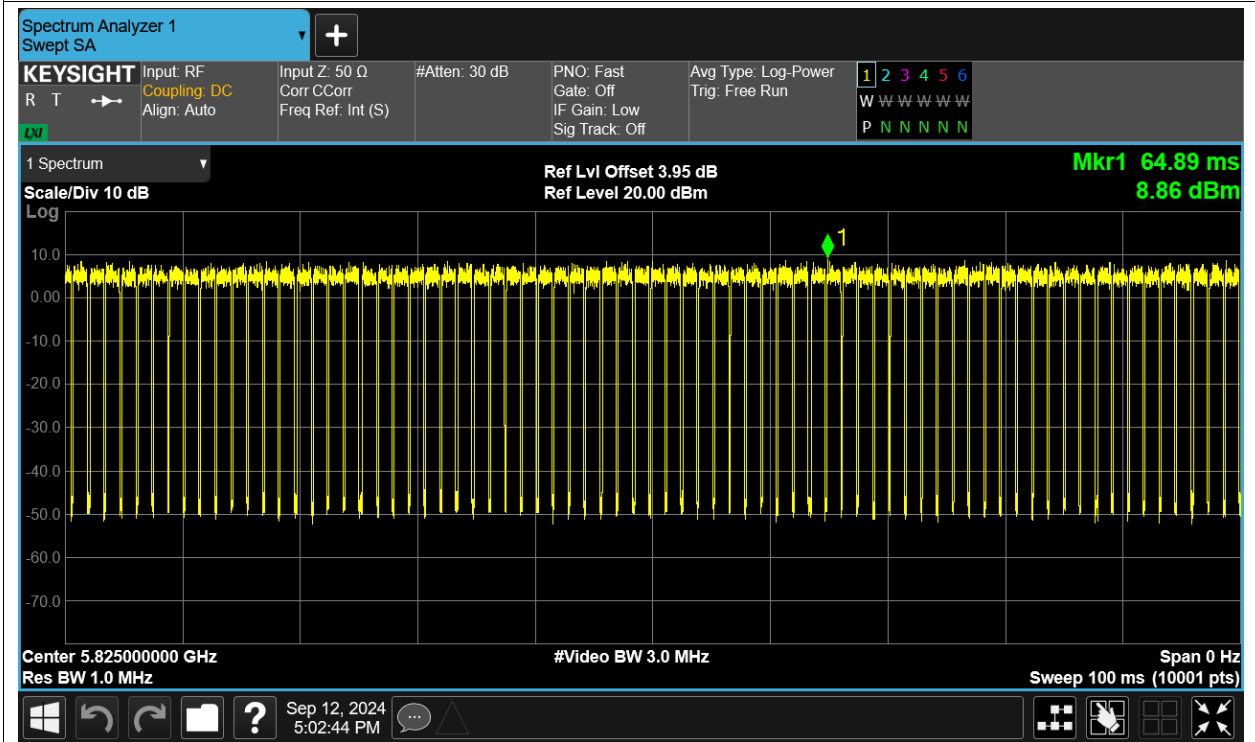 Spectrum Analyzer 1
Swept SA
▼
+
KEYSIGHT
R T
LXI
Input: RF
Coupling: DC
Align: Auto
Input Z: 50 Ω
Corr CCorr
Freq Ref: Int (S)
#Atten: 30 dB
PNO: Fast
Gate: Off
IF Gain: Low
Sig Track: Off
Avg Type: Log-Power
Trig: Free Run
1 2 3 4 5 6
W W W W W W
P N N N N N
1 Spectrum ▼
Scale/Div 10 dB
Log
Ref Lvl Offset 3.95 dB
Ref Level 20.00 dBm
Mkr1 64.89 ms
8.86 dBm
1
10.0
0.00
-10.0
-20.0
-30.0
-40.0
-50.0
-60.0
-70.0
Center 5.825000000 GHz
Res BW 1.0 MHz
#Video BW 3.0 MHz
Span 0 Hz
Sweep 100 ms (10001 pts)
?
Sep 12, 2024
5:02:44 PM